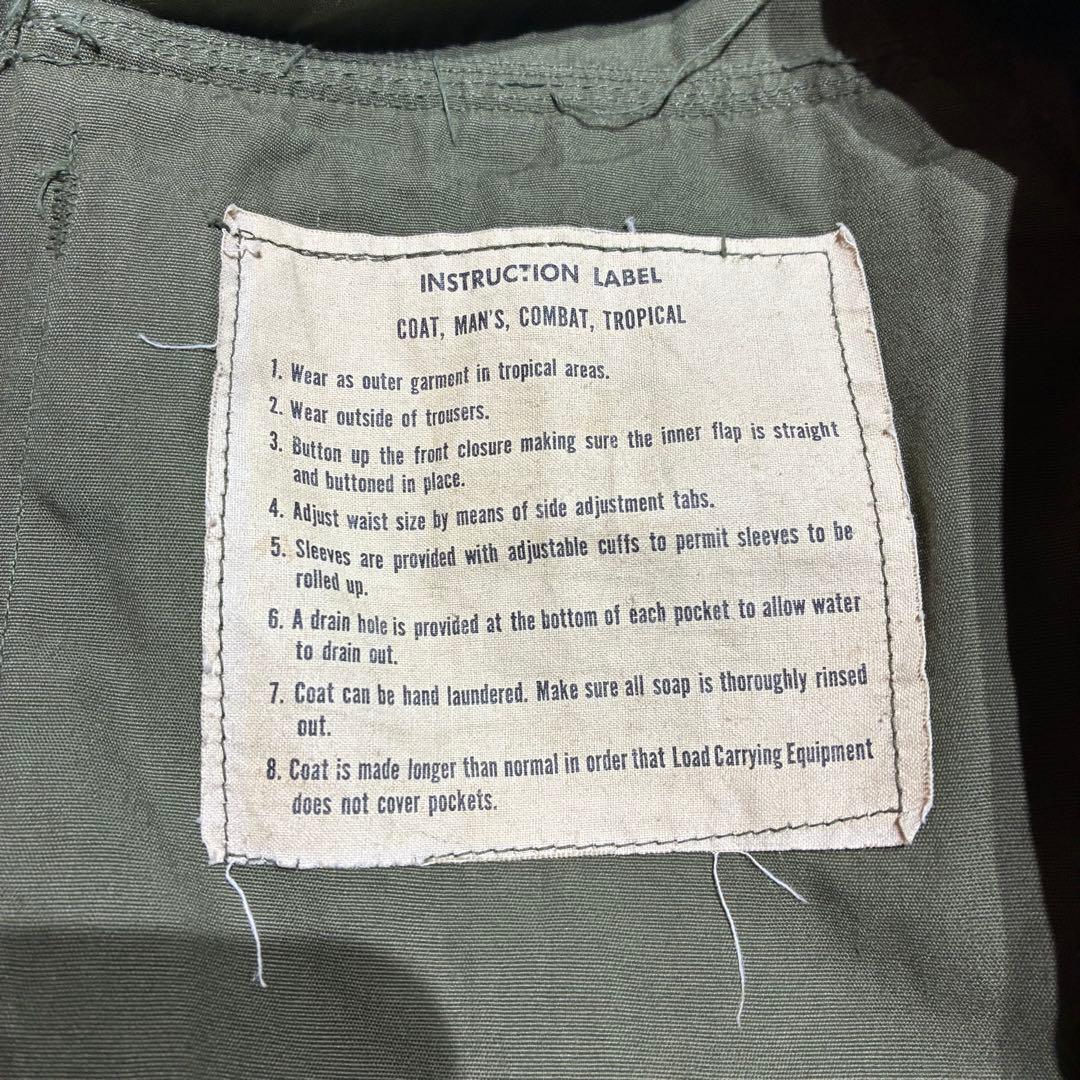 INSTRUCTION LABEL
COAT, MAN'S, COMBAT, TROPICAL
1. Wear as outer garment in tropical areas.
2. Wear outside of trousers.
3. Button up the front closure making sure the inner flap is straight
and buttoned in place.
4. Adjust waist size by means of side adjustment tabs.
5. Sleeves are provided with adjustable cuffs to permit sleeves to be
rolled up.
6. A drain hole is provided at the bottom of each pocket to allow water
to drain out.
7. Coat can be hand laundered. Make sure all soap is thoroughly rinsed
out.
8. Coat is made longer than normal in order that Load Carrying Equipment
does not cover pockets.